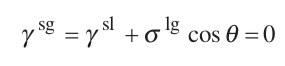 γ ^sg = γ ^sl + σ ^lg cos θ = 0